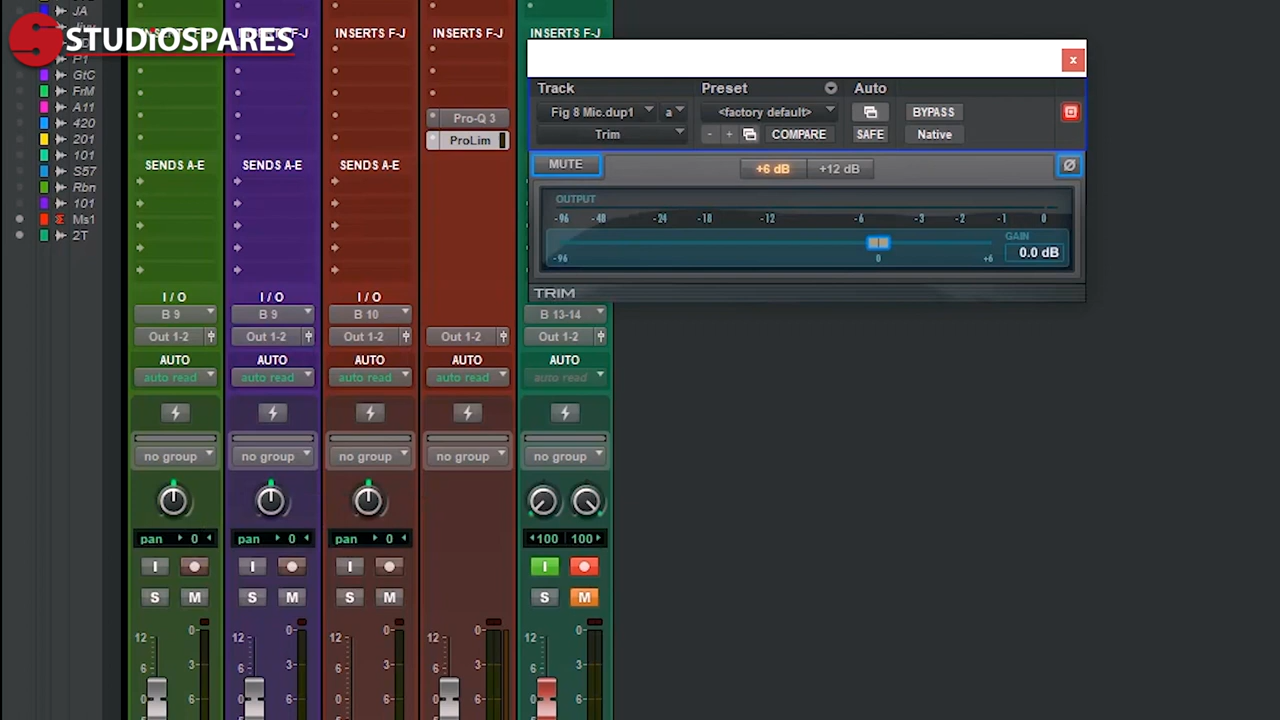 STUDIOSPARES
JA
P1
GtC
FrM
A11
420
201
101
S57
Rbn
101
Ms1
2T
INSERTS F-J
INSERTS F-J
INSERTS F-J
INSERTS F-J
Pro-Q 3
ProLim
SENDS A-E
SENDS A-E
SENDS A-E
I / O
I / O
I / O
B 9
B 9
B 10
B 13-14
Out 1-2
Out 1-2
Out 1-2
Out 1-2
Out 1-2
AUTO
AUTO
AUTO
AUTO
AUTO
auto read
auto read
auto read
auto read
auto read
no group
no group
no group
no group
no group
pan 0
pan 0
pan 0
100 100
I
I
I
I
S M
S M
S M
S M
12 0
12 0
12 0
12 0
12 0
3
3
3
3
3
6
6
6
6
6
0 6
0 6
0 6
0 6
0 6
x
Track
Preset
Auto
Fig 8 Mic.dup1
a
<factory default>
BYPASS
Trim
- +
COMPARE
SAFE
Native
MUTE
+6 dB
+12 dB
Ø
OUTPUT
-96 -48 -24 -18 -12 -6 -3 -2 -1 0
GAIN
0.0 dB
-96 0 +6
TRIM